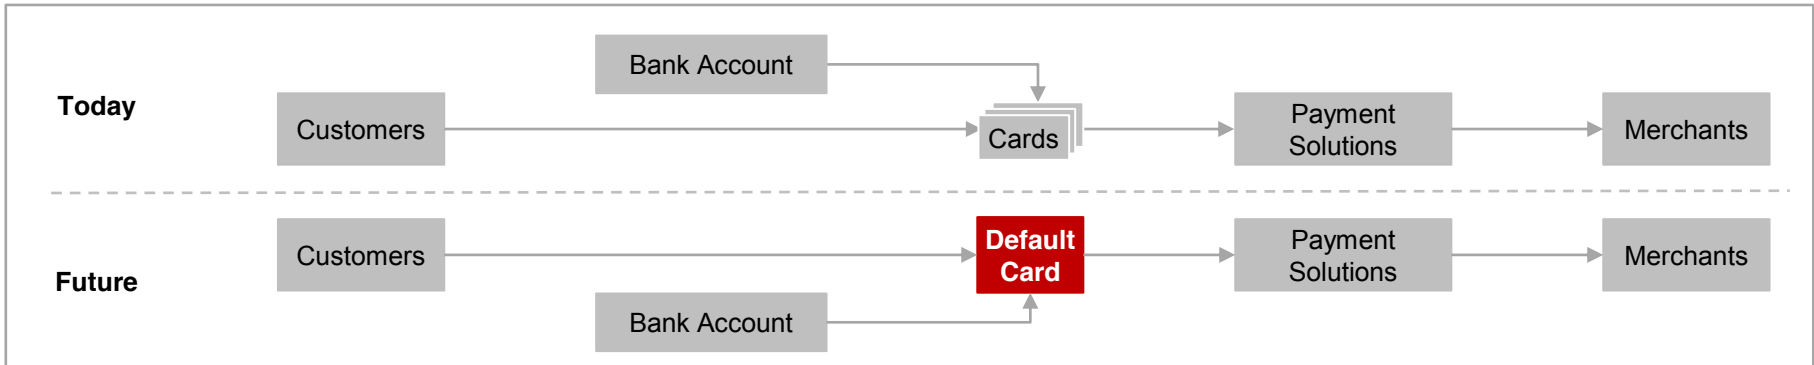 Today
Bank Account
Customers
Cards
Payment
Solutions
Merchants
Future
Customers
Default
Card
Payment
Solutions
Merchants
Bank Account